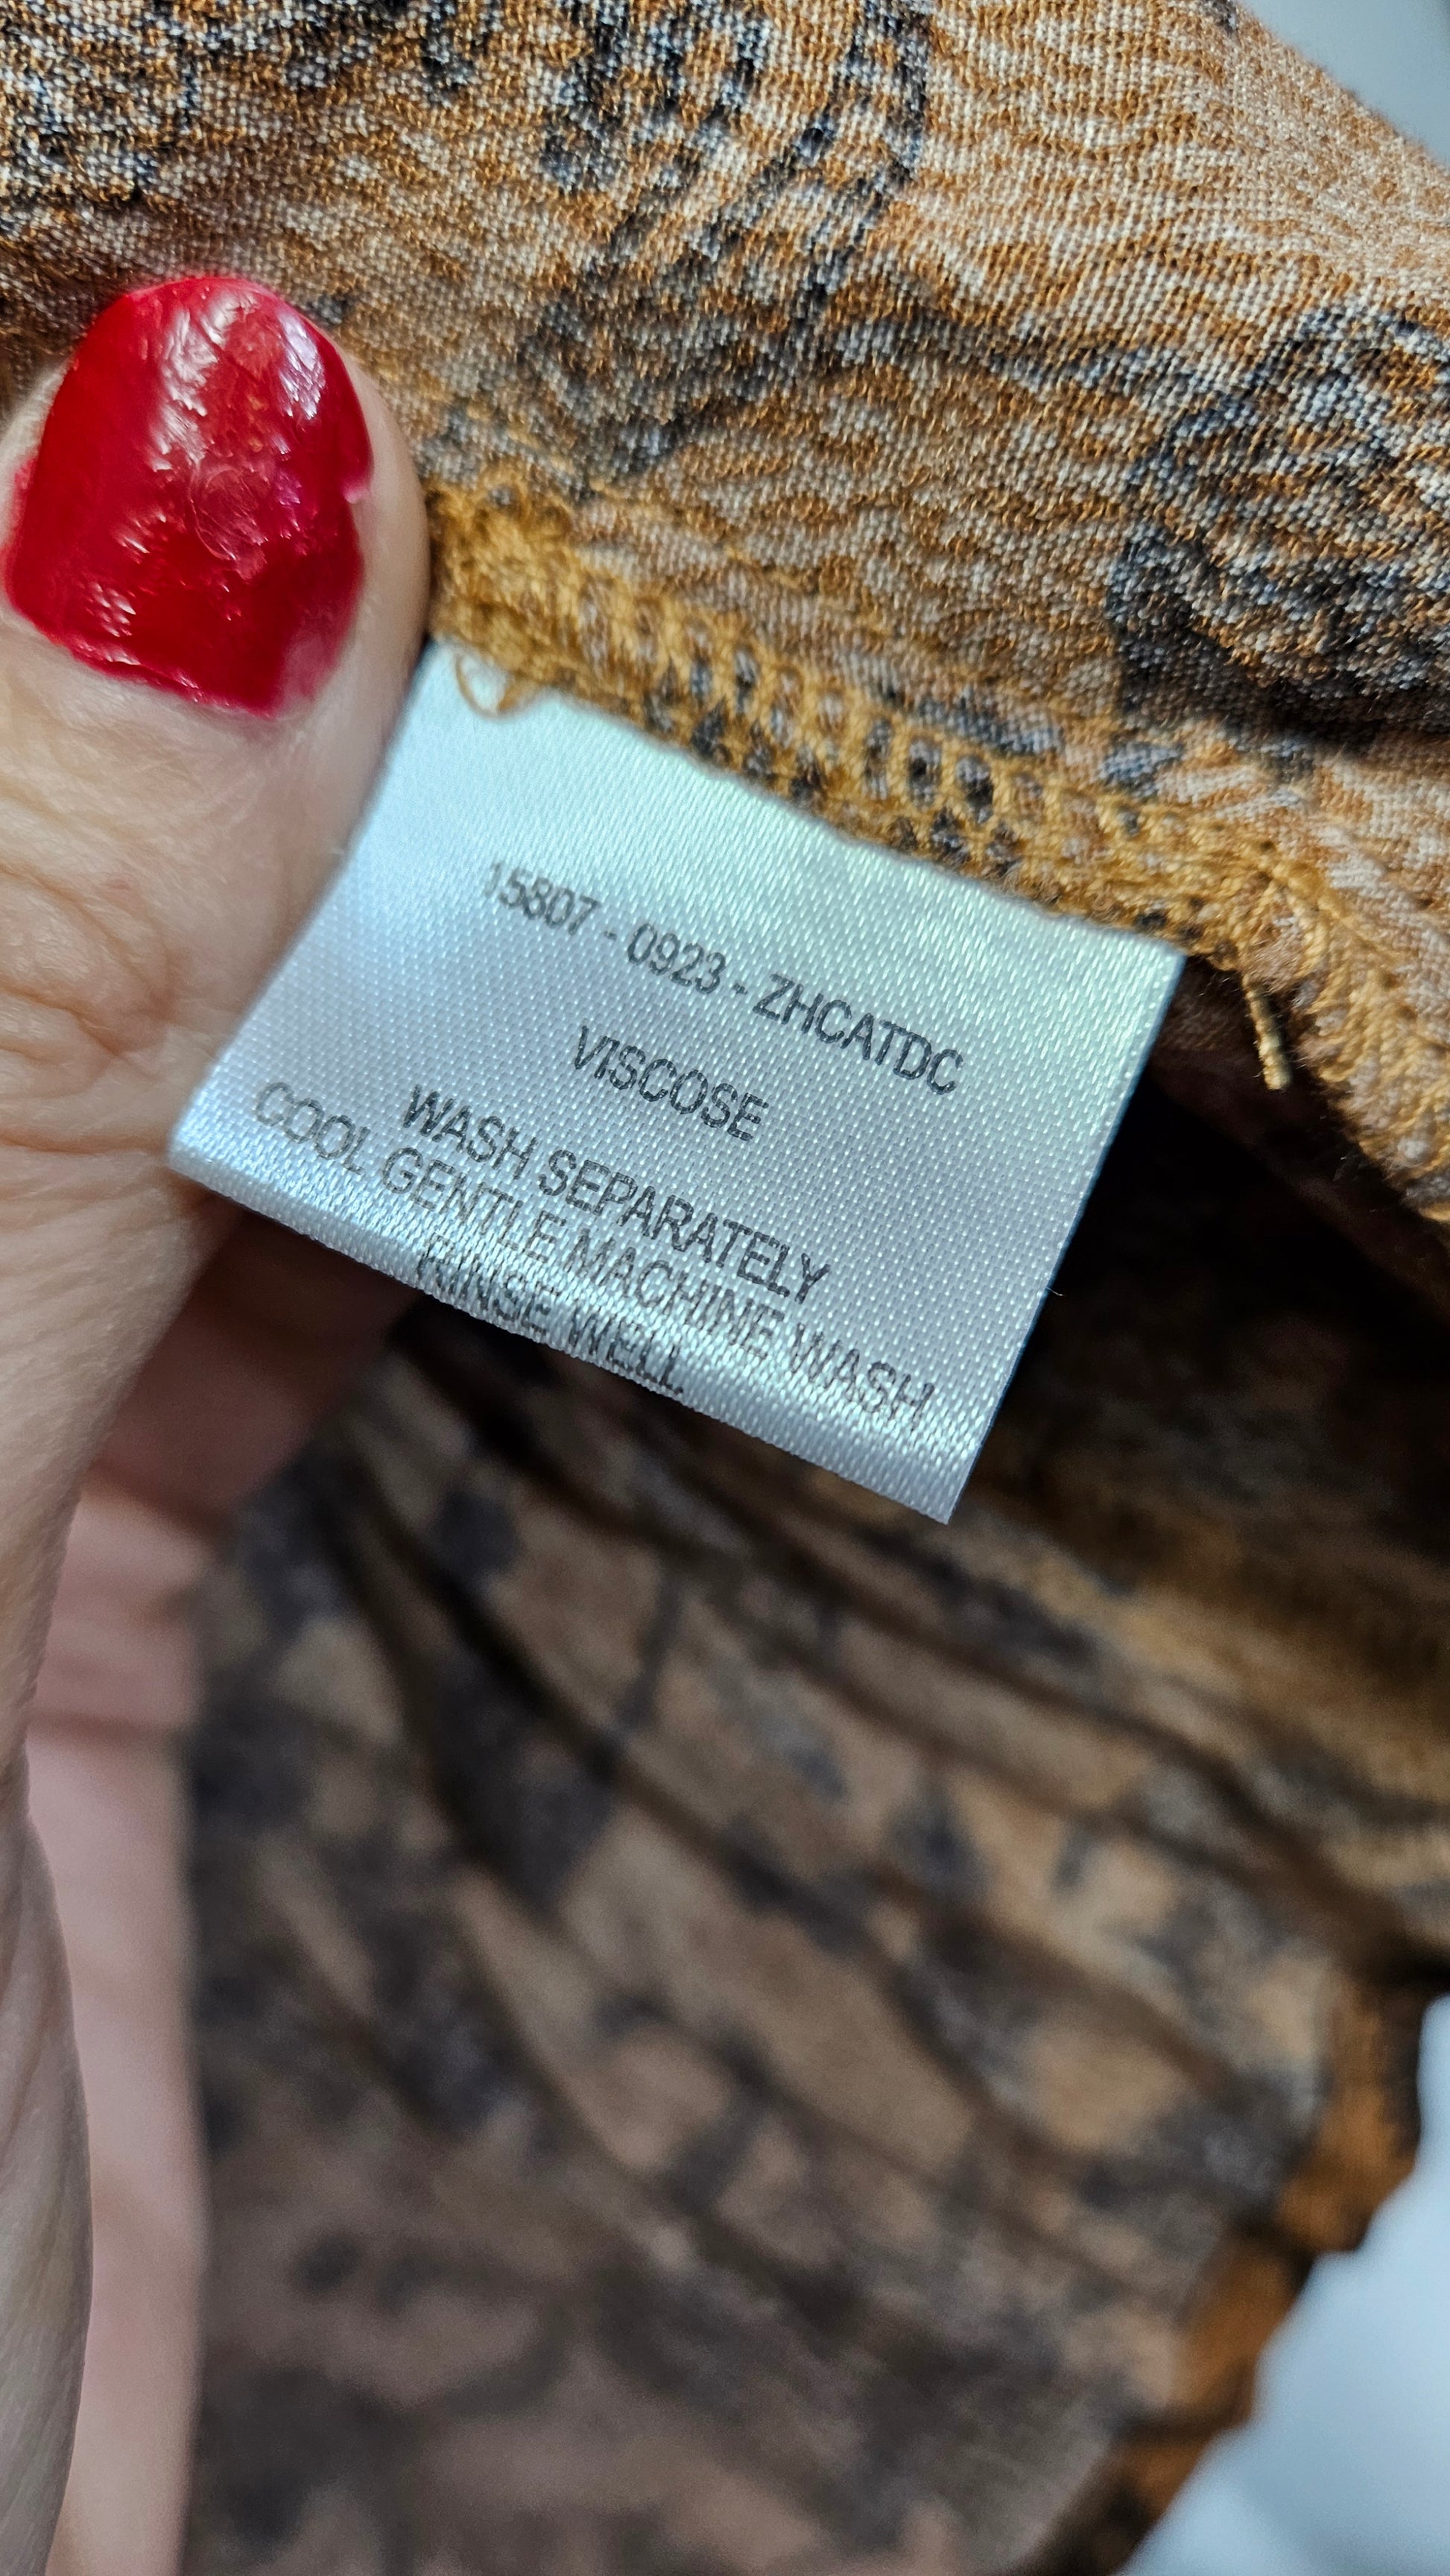 15807 - 0923 - ZHCATDC
VISCOSE
WASH SEPARATELY
COOL GENTLE MACHINE WASH
RINSE WELL